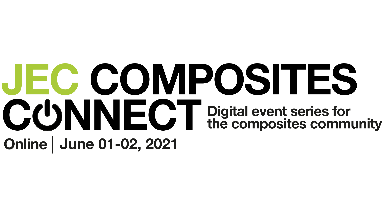 JEC COMPOSITES
CONNECT
Digital event series for
the composites community
Online | June 01-02, 2021